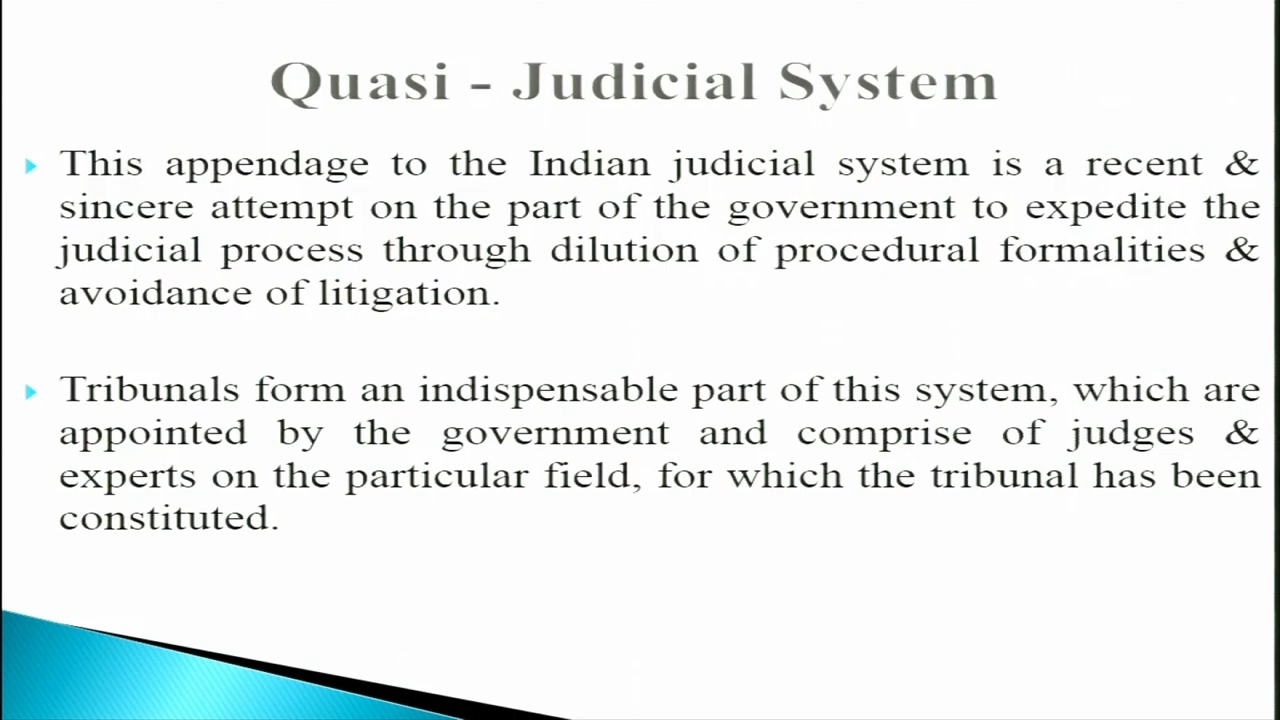 Quasi - Judicial System
This appendage to the Indian judicial system is a recent &
sincere attempt on the part of the government to expedite the
judicial process through dilution of procedural formalities &
avoidance of litigation.
Tribunals form an indispensable part of this system, which are
appointed by the government and comprise of judges &
experts on the particular field, for which the tribunal has been
constituted.